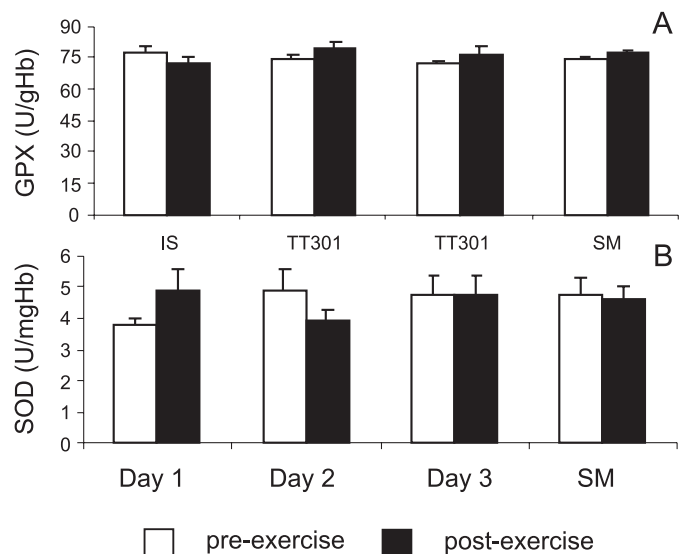 A
GPX (U/gHb)
90
75
60
45
30
15
0
IS TT301 TT301 SM
B
SOD (U/mgHb)
6
5
4
3
2
1
0
Day 1 Day 2 Day 3 SM
pre-exercise post-exercise